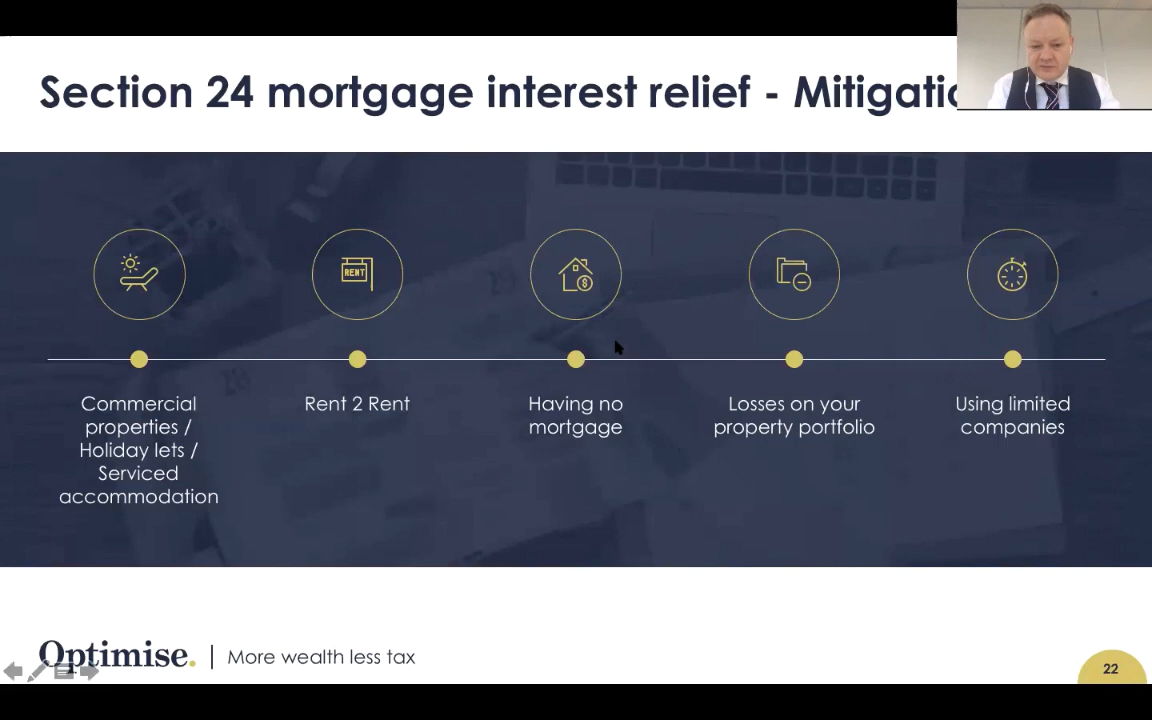 Section 24 mortgage interest relief - Mitigatio
RENT
$
Commercial
properties /
Holiday lets /
Serviced
accommodation
Rent 2 Rent
Having no
mortgage
Losses on your
property portfolio
Using limited
companies
Optimise. | More wealth less tax
22